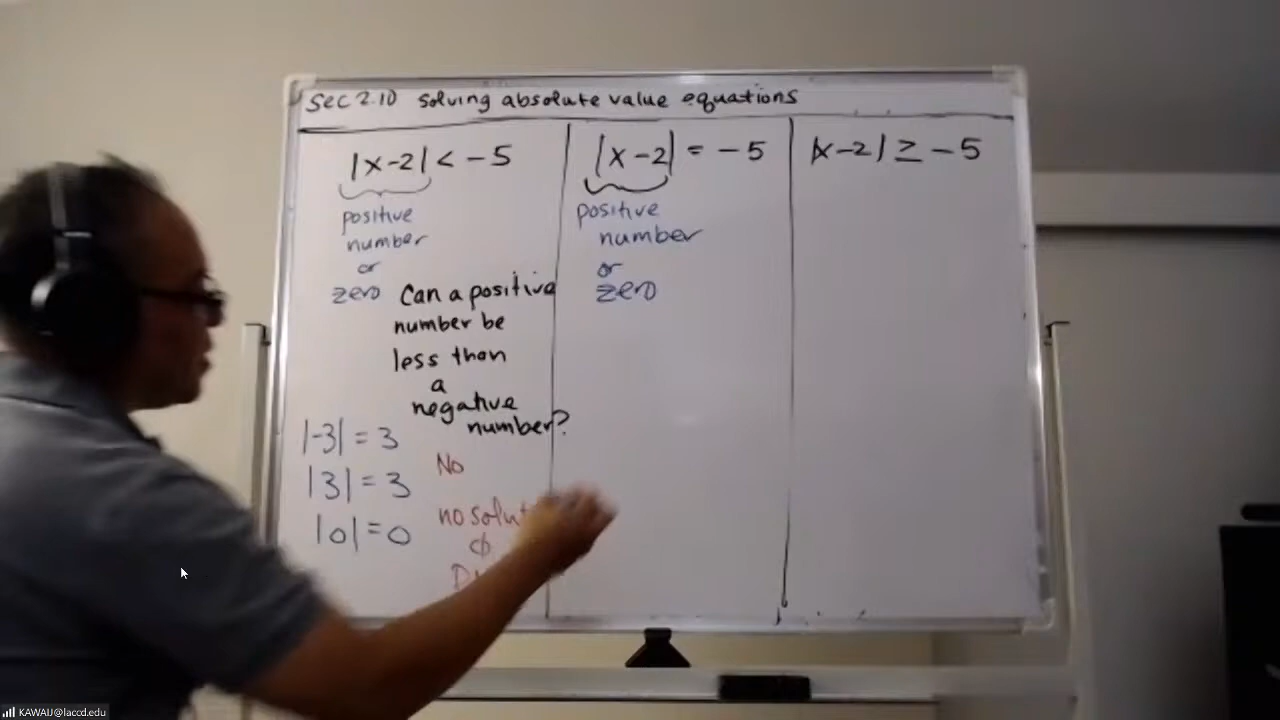 Sec 2.10 Solving absolute value equations
|x-2| < -5
positive
number
or
zero
Can a positive
number be
less than
a
negative
number?
|-3| = 3
|3| = 3
|0| = 0
No
no
ϕ
|x-2| = -5
positive
number
or
zero
|x-2| ≥ -5
KAWAIJ@laccd.edu